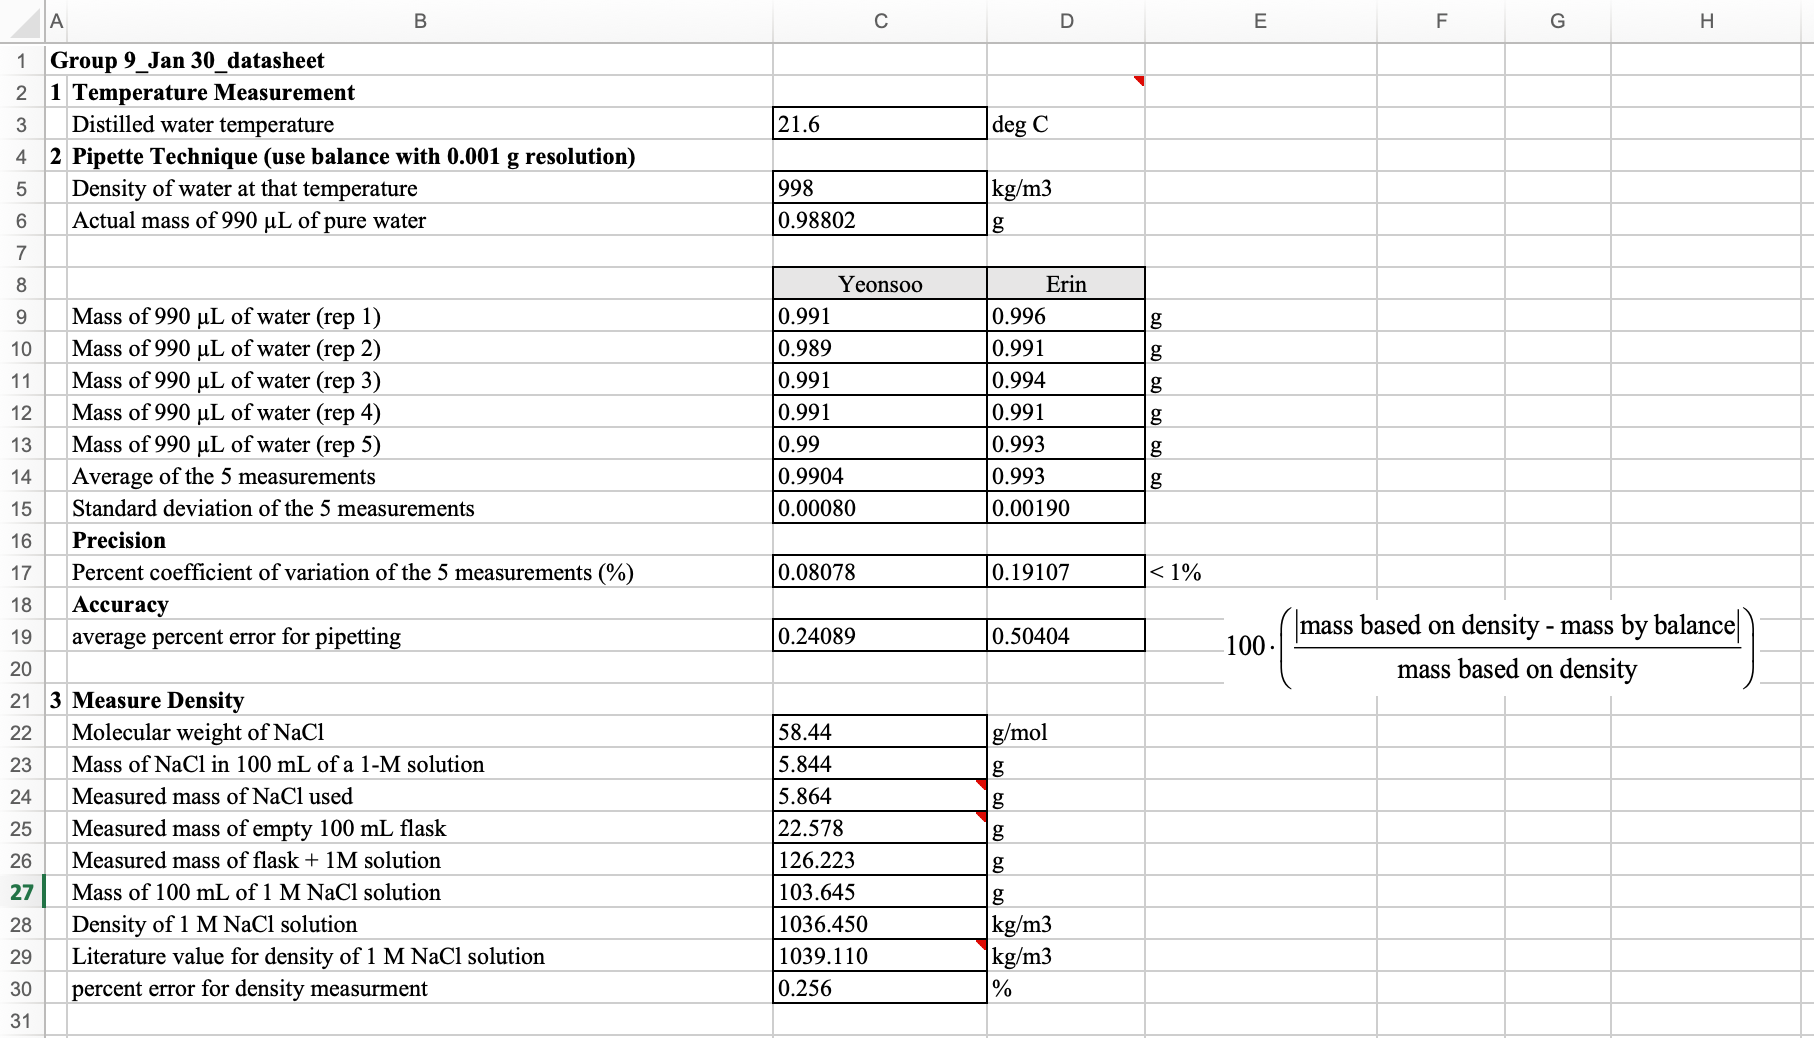 A B C D E F G H
1 Group 9_Jan 30_datasheet
2 1 Temperature Measurement
3 Distilled water temperature 21.6 deg C
4 2 Pipette Technique (use balance with 0.001 g resolution)
5 Density of water at that temperature 998 kg/m3
6 Actual mass of 990 µL of pure water 0.98802 g
7
8 Yeonsoo Erin
9 Mass of 990 µL of water (rep 1) 0.991 0.996 g
10 Mass of 990 µL of water (rep 2) 0.989 0.991 g
11 Mass of 990 µL of water (rep 3) 0.991 0.994 g
12 Mass of 990 µL of water (rep 4) 0.991 0.991 g
13 Mass of 990 µL of water (rep 5) 0.99 0.993 g
14 Average of the 5 measurements 0.9904 0.993 g
15 Standard deviation of the 5 measurements 0.00080 0.00190
16 Precision
17 Percent coefficient of variation of the 5 measurements (%) 0.08078 0.19107 < 1%
18 Accuracy
19 average percent error for pipetting 0.24089 0.50404
100·(|mass based on density - mass by balance|
mass based on density)
20
21 3 Measure Density
22 Molecular weight of NaCl 58.44 g/mol
23 Mass of NaCl in 100 mL of a 1-M solution 5.844 g
24 Measured mass of NaCl used 5.864 g
25 Measured mass of empty 100 mL flask 22.578 g
26 Measured mass of flask + 1M solution 126.223 g
27 Mass of 100 mL of 1 M NaCl solution 103.645 g
28 Density of 1 M NaCl solution 1036.450 kg/m3
29 Literature value for density of 1 M NaCl solution 1039.110 kg/m3
30 percent error for density measurment 0.256 %
31